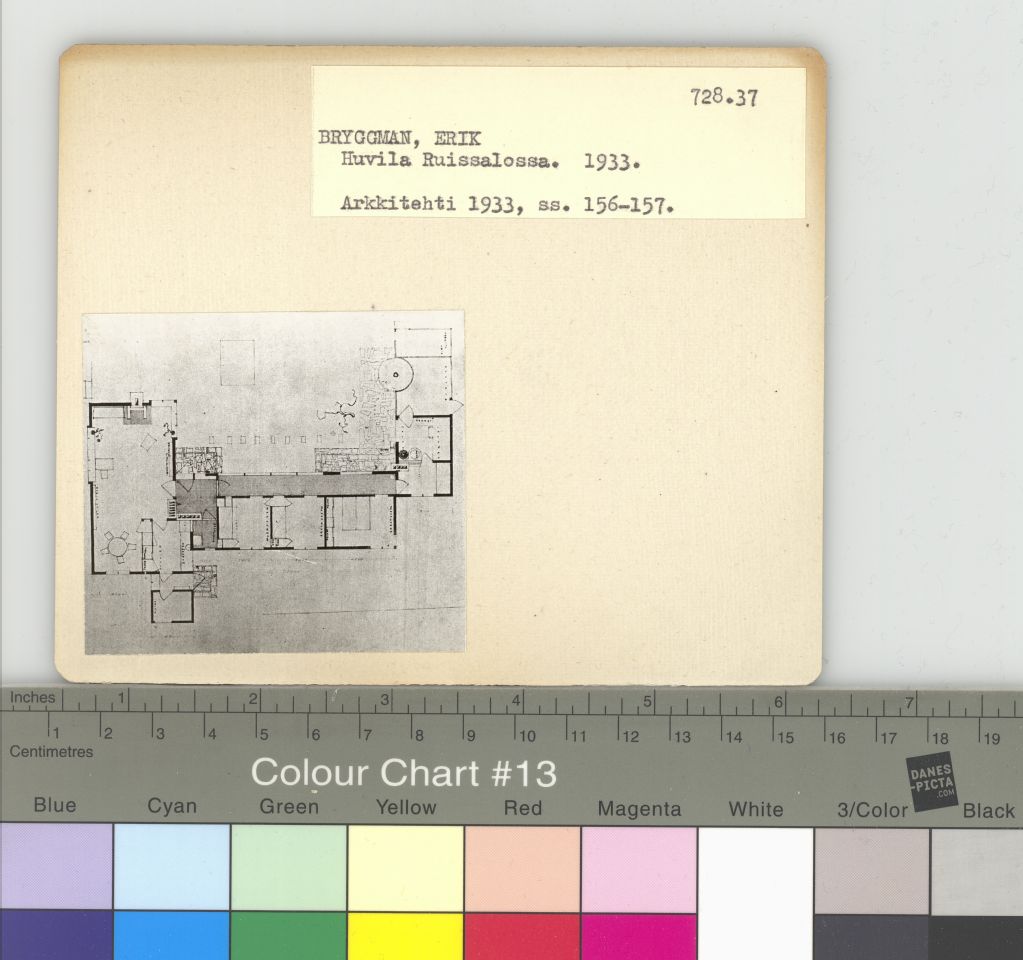 728.37
BRYGGMAN, ERIK
Huvila Ruissalossa. 1933.
Arkkitehti 1933, ss. 156-157.
Inches 1 2 3 4 5 6 7
1 2 3 4 5 6 7 8 9 10 11 12 13 14 15 16 17 18 19
Centimetres
Colour Chart #13
DANES
-PICTA
.COM
Blue Cyan Green Yellow Red Magenta White 3/Color Black